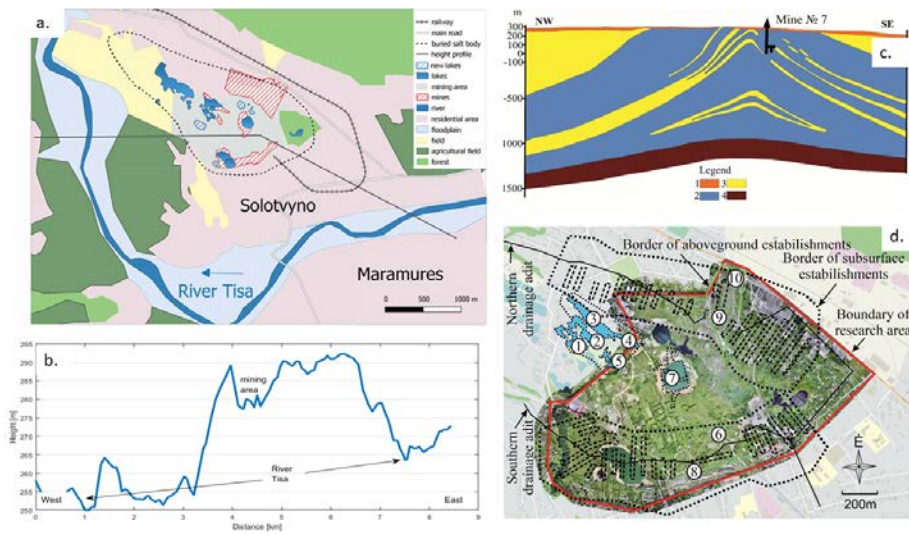 a.
railway
main road
buried salt body
height profile
new lakes
lakes
mining area
mines
river
residential area
floodplain
field
agricultural field
forest
Solotvyno
River Tisa
Maramures
0 500 1000 m
b.
Height [m]
295
290
285
280
275
270
265
260
255
250
mining
area
River
Tisa
West
East
0 1 2 3 4 5 6 7 8 9
Distance [km]
m
NW
Mine № 7
SE
c.
300
200
100
0
-100
-500
1000
1500
Legend
1 3
2 4
d.
Border of aboveground estabilishments
Border of subsurface
estabilishments
Boundary of
research area
Northern
drainage adit
Southern
drainage adit
1
2
3
4
5
6
7
8
9
10
É
200m